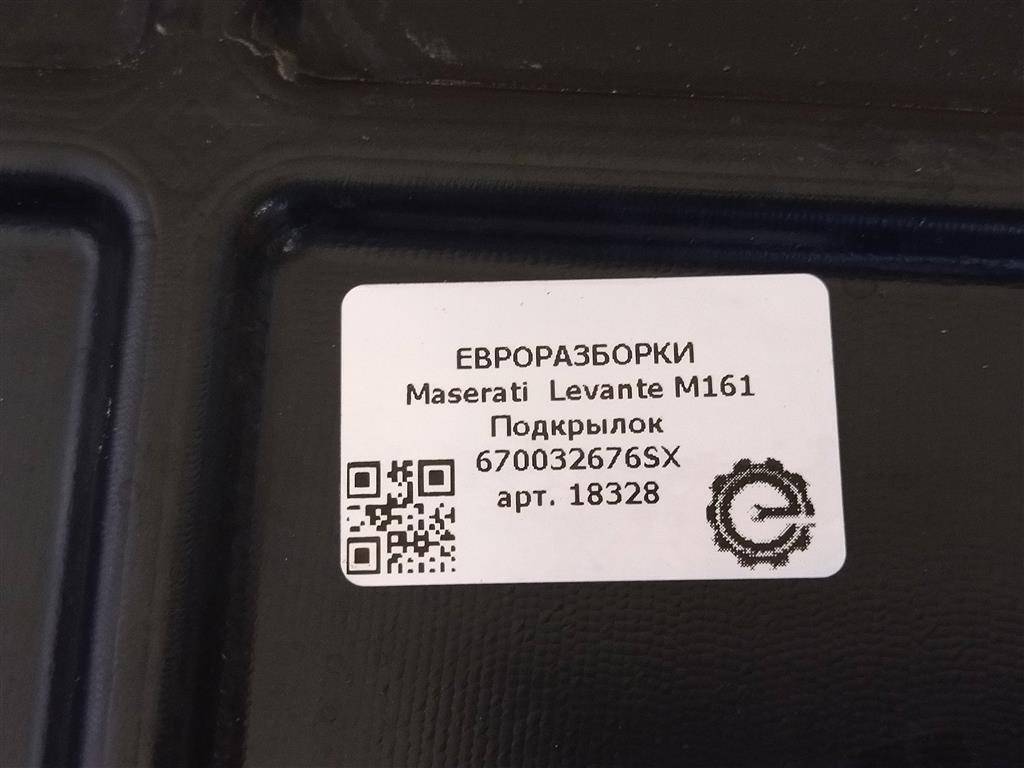 ЕВРОРАЗБОРКИ
Maserati Levante M161
Подкрылок
670032676SX
арт. 18328